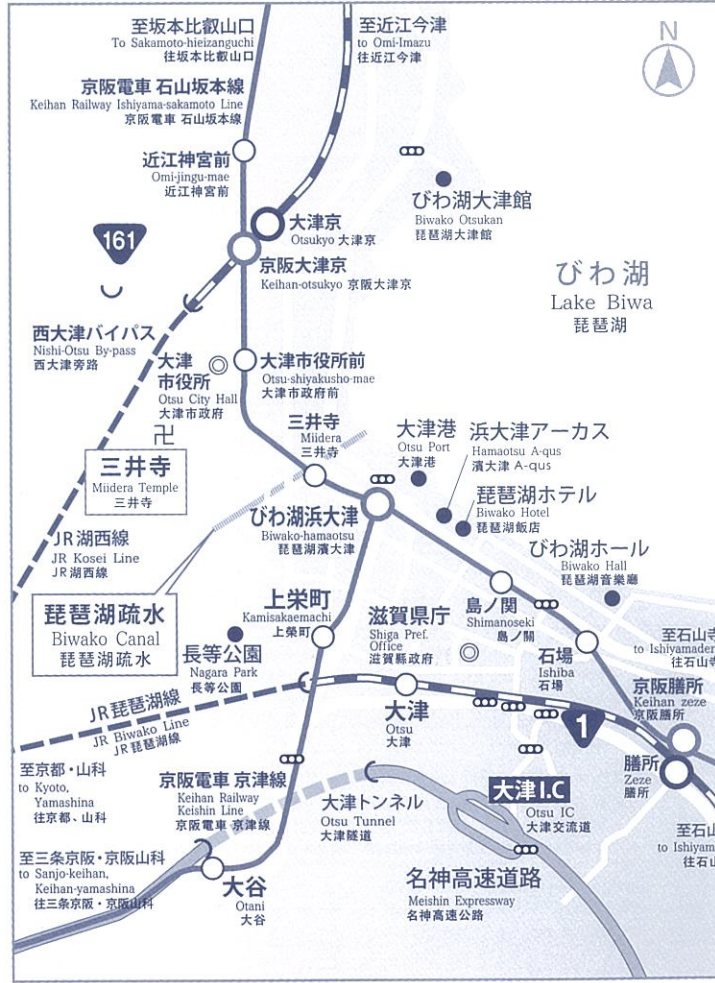 至坂本比叡山口
To Sakamoto-hieizanguchi
往坂本比叡山口
至近江今津
to Omi-Imazu
往近江今津
N
京阪電車 石山坂本線
Keihan Railway Ishiyama-sakamoto Line
京阪電車 石山坂本線
近江神宮前
Omi-jingu-mae
近江神宮前
びわ湖大津館
Biwako Otsukan
琵琶湖大津館
大津京
Otsukyo 大津京
161
京阪大津京
Keihan-otsukyo 京阪大津京
びわ湖
Lake Biwa
琵琶湖
西大津バイパス
Nishi-Otsu By-pass
西大津旁路
大津
市役所
Otsu City Hall
大津市政府
大津市役所前
Otsu-shiyakusho-mae
大津市政府前
卍
三井寺
Miidera Temple
三井寺
三井寺
Miidera
三井寺
大津港
Otsu Port
大津港
浜大津アーカス
Hamaotsu A-qus
濱大津 A-qus
琵琶湖ホテル
Biwako Hotel
琵琶湖飯店
びわ湖浜大津
Biwako-hamaotsu
琵琶湖濱大津
びわ湖ホール
Biwako Hall
琵琶湖音樂廳
JR湖西線
JR Kosei Line
JR湖西線
琵琶湖疏水
Biwako Canal
琵琶湖疏水
上栄町
Kamisakaemachi
上榮町
長等公園
Nagara Park
長等公園
滋賀県庁
Shiga Pref.
Office
滋賀縣政府
島ノ関
Shimanoseki
島ノ關
石場
Ishiba
石場
至石山寺
to Ishiyamader
往石山寺
京阪膳所
Keihan zeze
京阪膳所
JR琵琶湖線
JR Biwako Line
JR琵琶湖線
大津
Otsu
大津
1
膳所
Zeze
膳所
至京都・山科
to Kyoto,
Yamashina
往京都、山科
京阪電車 京津線
Keihan Railway
Keishin Line
京阪電車 京津線
大津トンネル
Otsu Tunnel
大津隧道
大津I.C
Otsu IC
大津交流道
至石山
to Ishiyam
往石山
至三条京阪・京阪山科
to Sanjo-keihan,
Keihan-yamashina
往三条京阪・京阪山科
大谷
Otani
大谷
名神高速道路
Meishin Expressway
名神高速公路